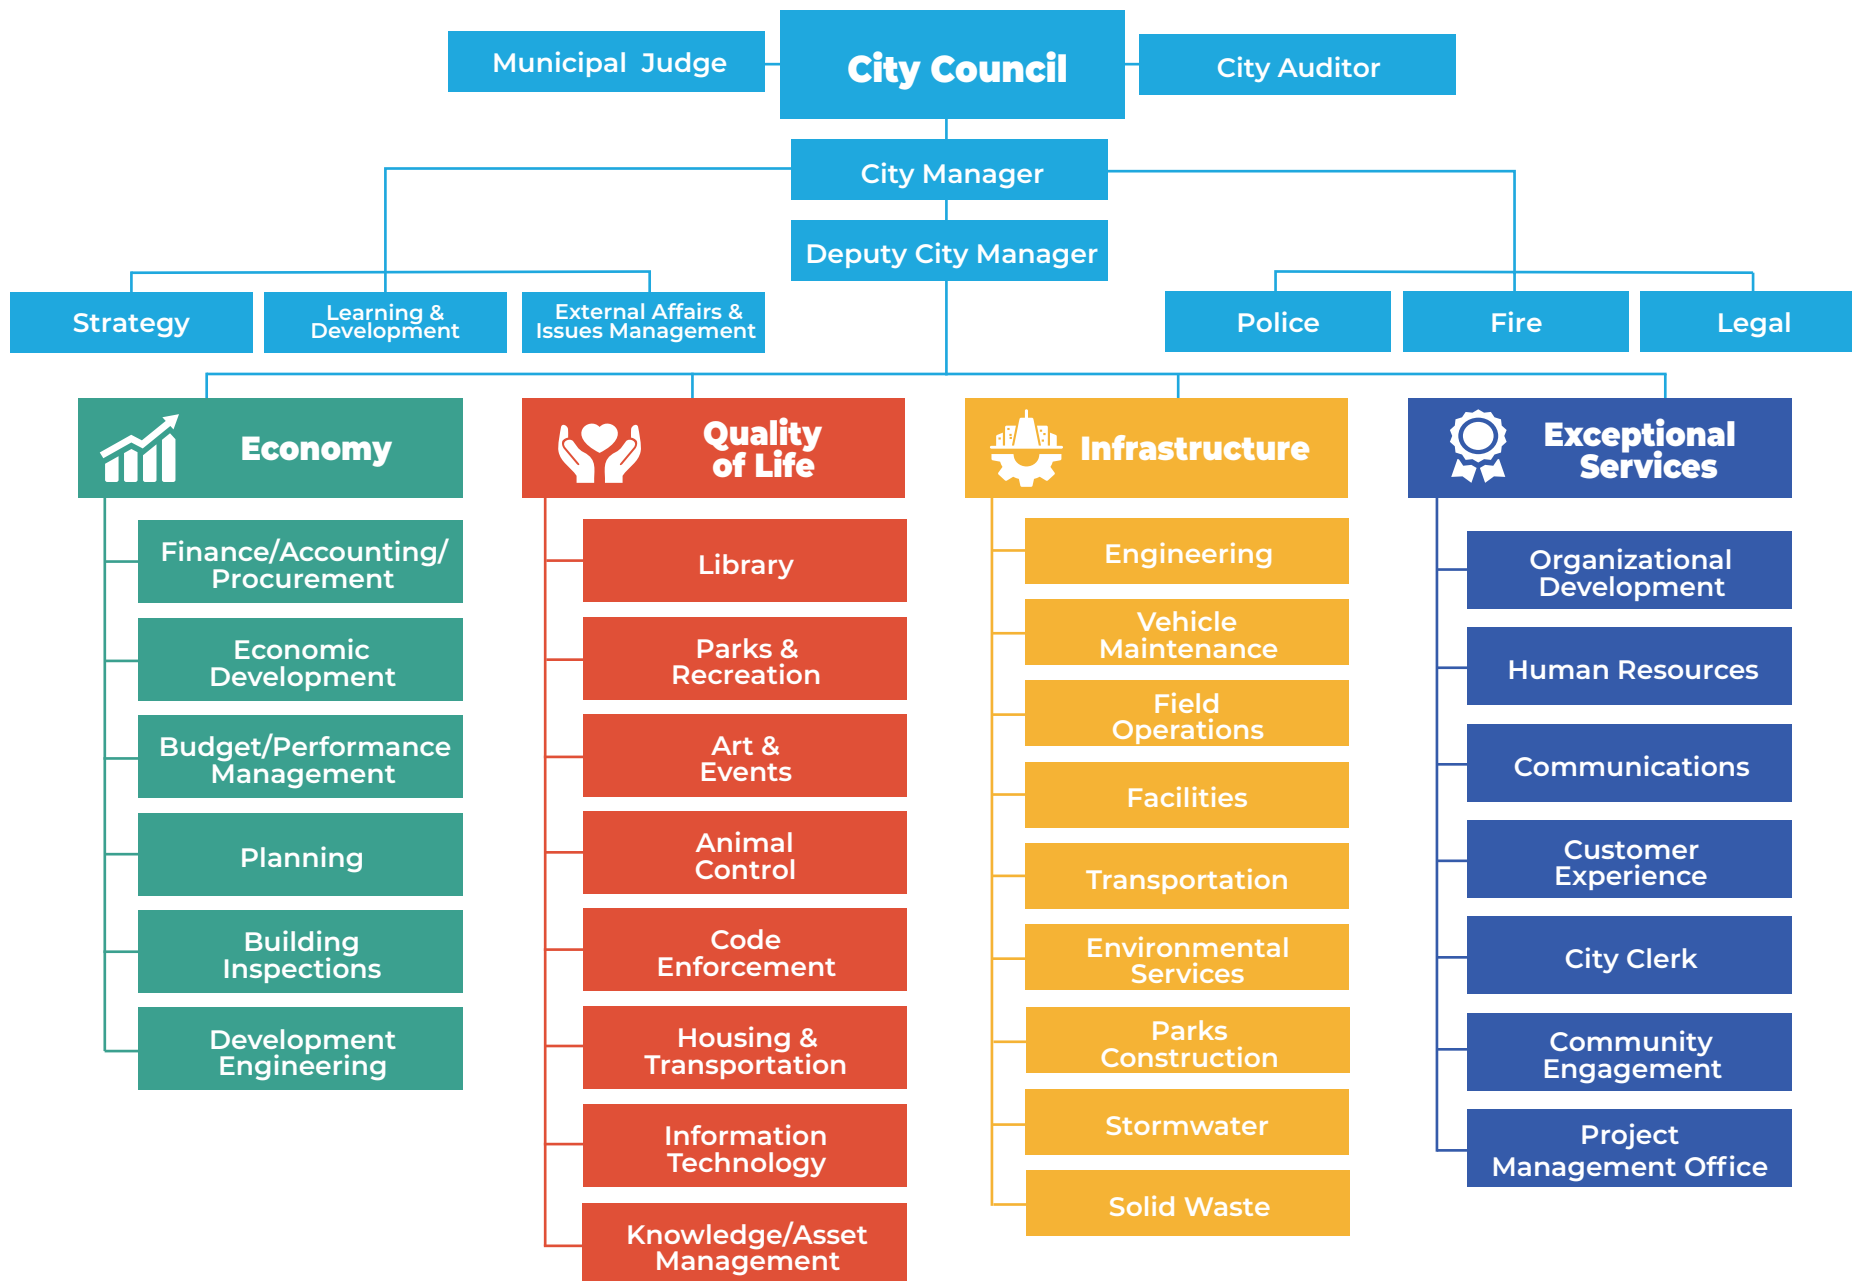 Municipal Judge
City Council
City Auditor
City Manager
Deputy City Manager
Strategy
Learning &
Development
External Affairs &
Issues Management
Police
Fire
Legal
Economy
Finance/Accounting/
Procurement
Economic
Development
Budget/Performance
Management
Planning
Building
Inspections
Development
Engineering
Quality
of Life
Library
Parks &
Recreation
Art &
Events
Animal
Control
Code
Enforcement
Housing &
Transportation
Information
Technology
Knowledge/Asset
Management
Infrastructure
Engineering
Vehicle
Maintenance
Field
Operations
Facilities
Transportation
Environmental
Services
Parks
Construction
Stormwater
Solid Waste
Exceptional
Services
Organizational
Development
Human Resources
Communications
Customer
Experience
City Clerk
Community
Engagement
Project
Management Office